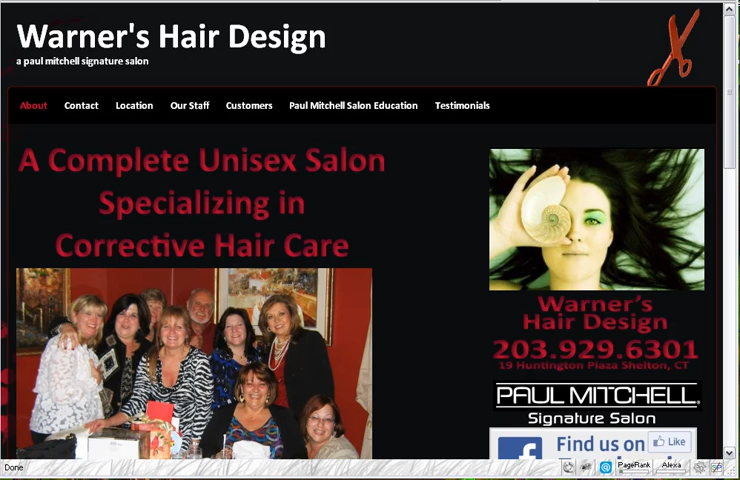 Warner's Hair Design
a paul mitchell signature salon
About Contact Location Our Staff Customers Paul Mitchell Salon Education Testimonials
A Complete Unisex Salon
Specializing in
Corrective Hair Care
Warner's
Hair Design
203.929.6301
19 Huntington Plaza Shelton, CT
PAUL MITCHELL.
Signature Salon
f Find us on
Like
Done
PageRank Alexa